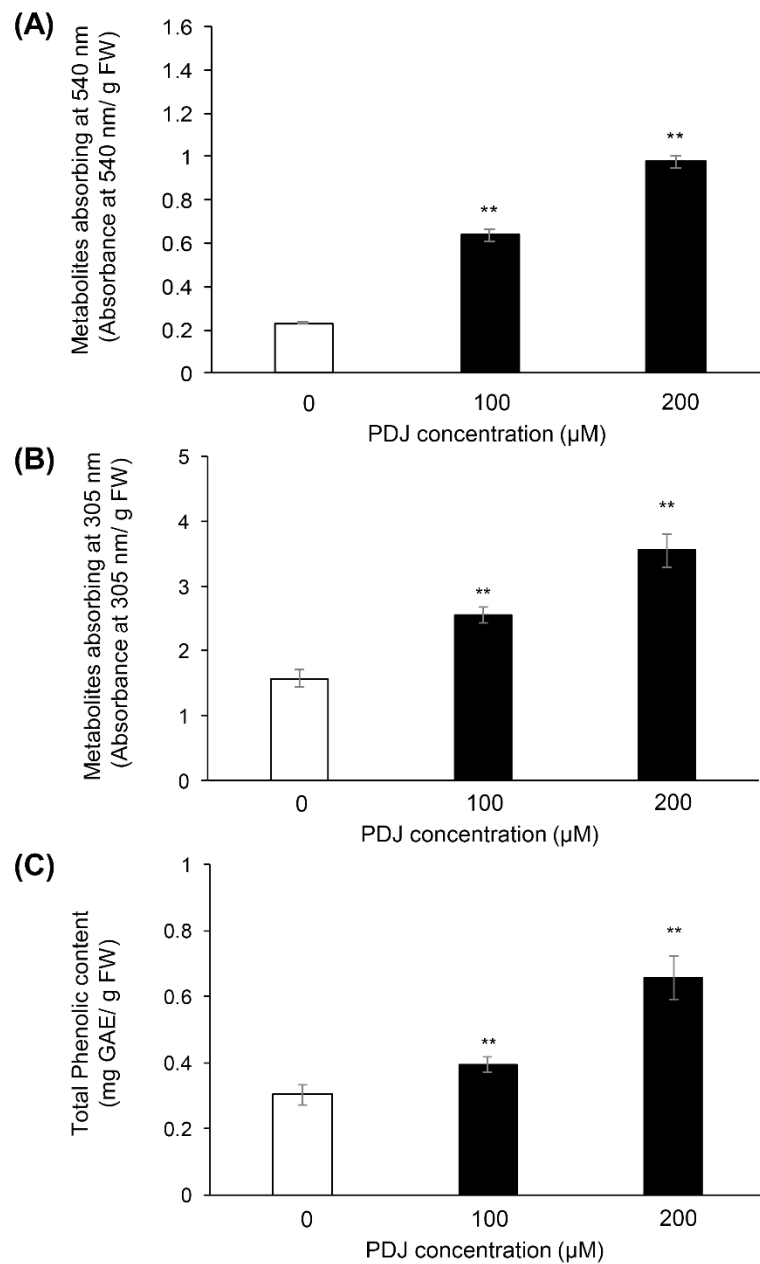 (A)
Metabolites absorbing at 540 nm
(Absorbance at 540 nm/ g FW)
1.6
1.4
1.2
1
0.8
0.6
0.4
0.2
0
**
**
0 100 200
PDJ concentration (µM)
(B)
Metabolites absorbing at 305 nm
(Absorbance at 305 nm/ g FW)
5
4
3
2
1
0
**
**
0 100 200
PDJ concentration (µM)
(C)
Total Phenolic content
(mg GAE/ g FW)
1
0.8
0.6
0.4
0.2
0
**
**
0 100 200
PDJ concentration (µM)